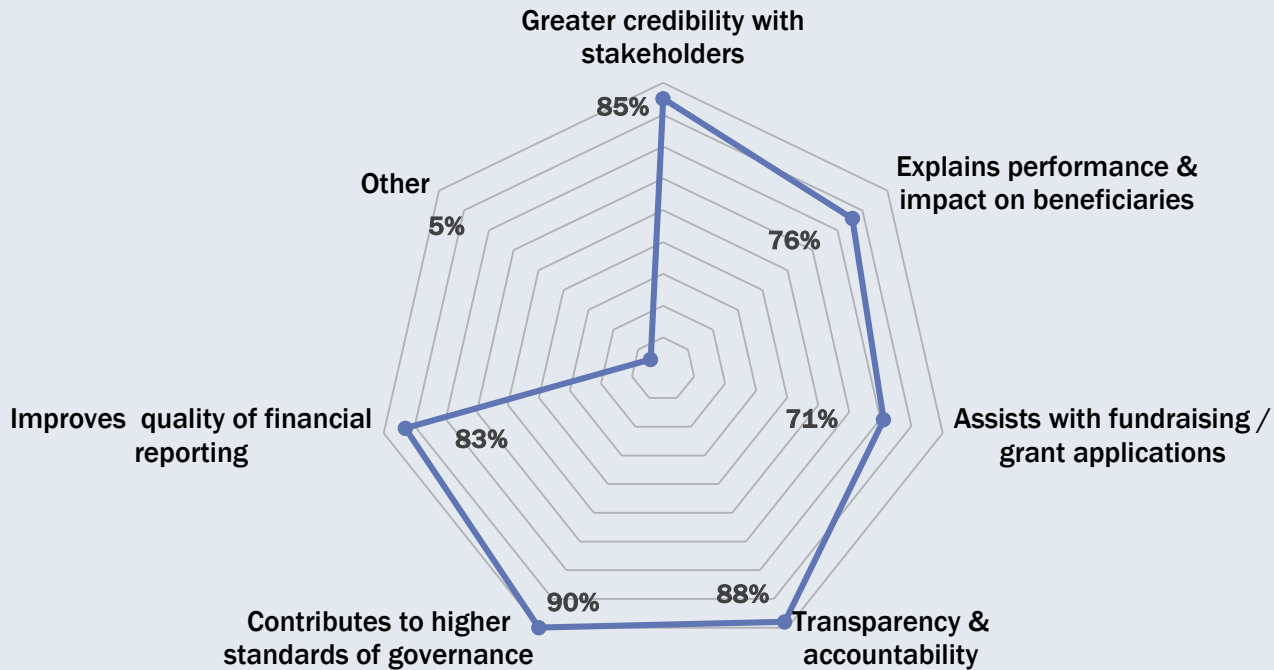 Greater credibility with
stakeholders
85%
Explains performance &
impact on beneficiaries
76%
Assists with fundraising /
grant applications
71%
Transparency &
accountability
88%
Contributes to higher
standards of governance
90%
Improves quality of financial
reporting
83%
Other
5%